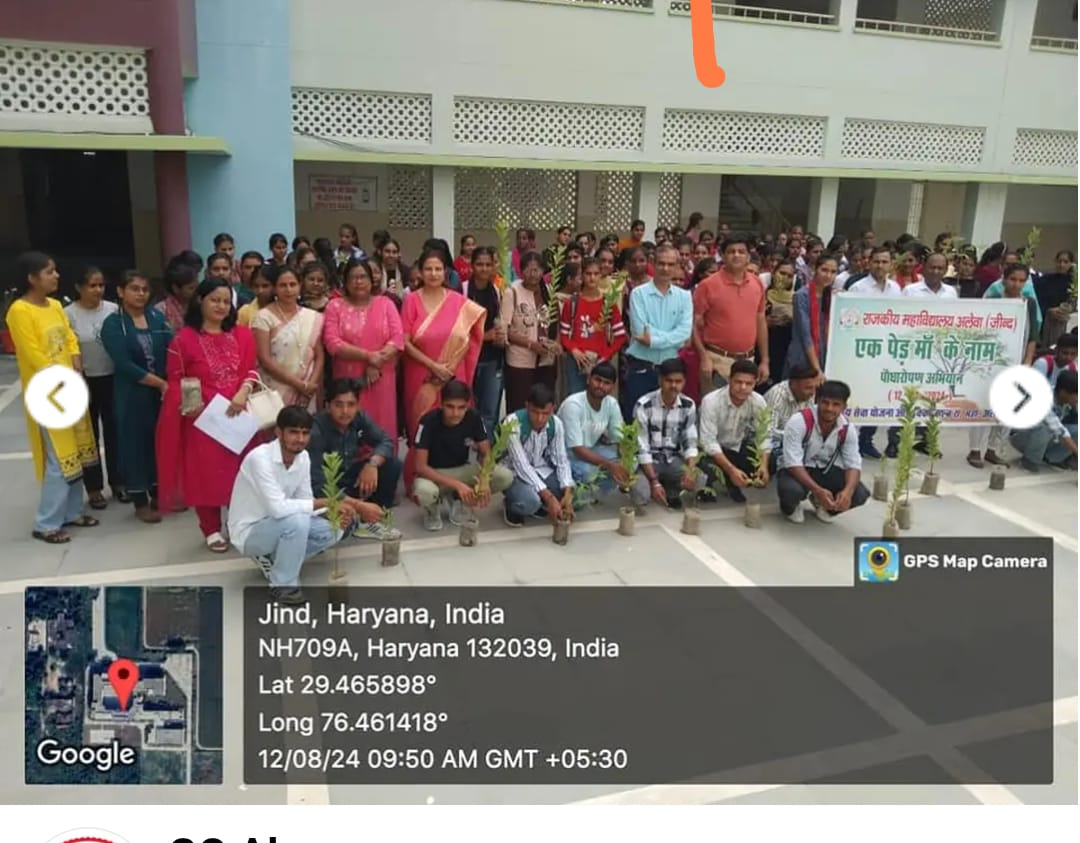 राजकीय महाविद्यालय अलेवा (जीन्द)
एक पेड़ माँ के नाम
पौधारोपण अभियान
GPS Map Camera
Jind, Haryana, India
NH709A, Haryana 132039, India
Lat 29.465898°
Long 76.461418°
12/08/24 09:50 AM GMT +05:30
Google